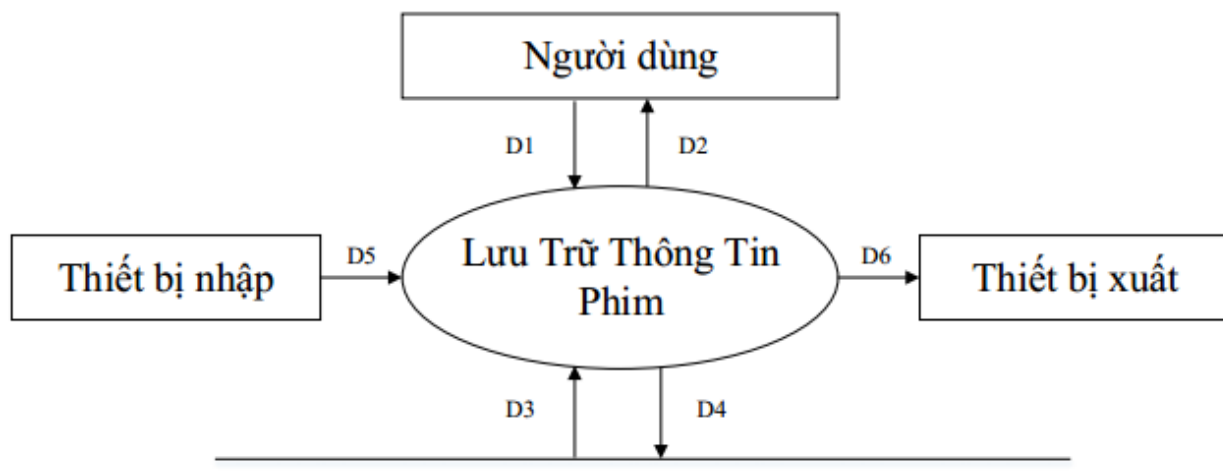 Người dùng
D1
D2
Thiết bị nhập
D5
Lưu Trữ Thông Tin
Phim
D6
Thiết bị xuất
D3
D4